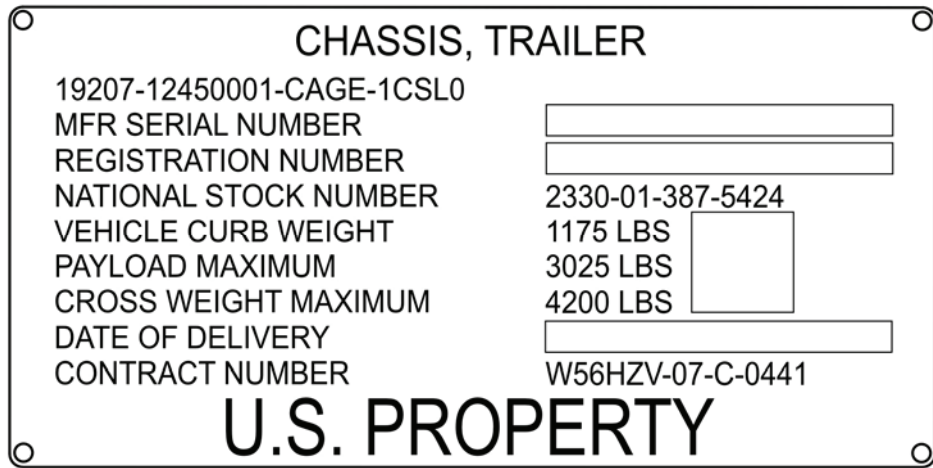 CHASSIS, TRAILER
19207-12450001-CAGE-1CSL0
MFR SERIAL NUMBER
REGISTRATION NUMBER
NATIONAL STOCK NUMBER 2330-01-387-5424
VEHICLE CURB WEIGHT 1175 LBS
PAYLOAD MAXIMUM 3025 LBS
CROSS WEIGHT MAXIMUM 4200 LBS
DATE OF DELIVERY
CONTRACT NUMBER W56HZV-07-C-0441
U.S. PROPERTY